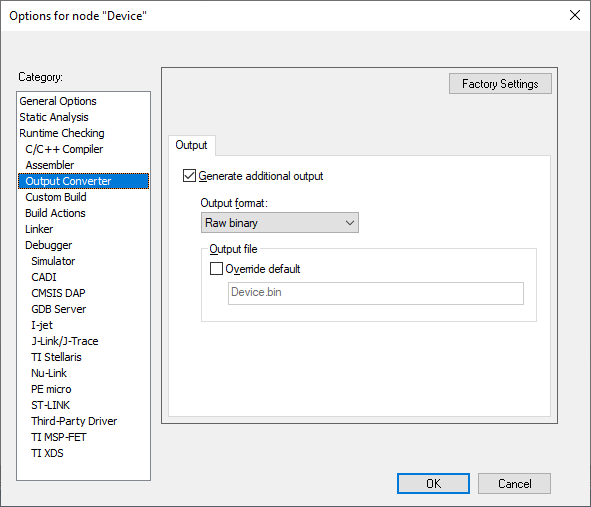 Options for node "Device"
Category:
General Options
Static Analysis
Runtime Checking
C/C++ Compiler
Assembler
Output Converter
Custom Build
Build Actions
Linker
Debugger
Simulator
CADI
CMSIS DAP
GDB Server
I-jet
J-Link/J-Trace
TI Stellaris
Nu-Link
PE micro
ST-LINK
Third-Party Driver
TI MSP-FET
TI XDS
Factory Settings
Output
Generate additional output
Output format:
Raw binary
Output file
Override default
Device.bin
OK
Cancel